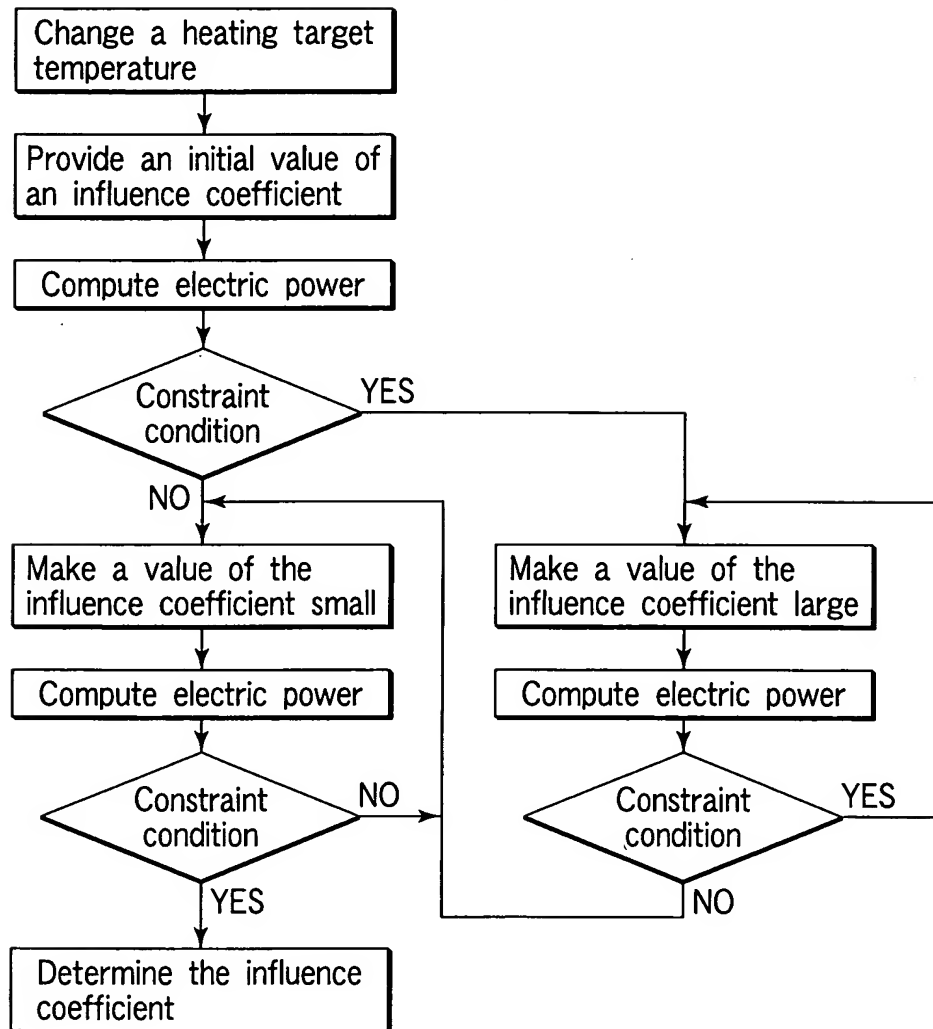 Change a heating target
temperature
Provide an initial value of
an influence coefficient
Compute electric power
Constraint
condition
YES
NO
Make a value of the
influence coefficient small
Compute electric power
Constraint
condition
NO
YES
Determine the influence
coefficient
Make a value of the
influence coefficient large
Compute electric power
Constraint
condition
YES
NO